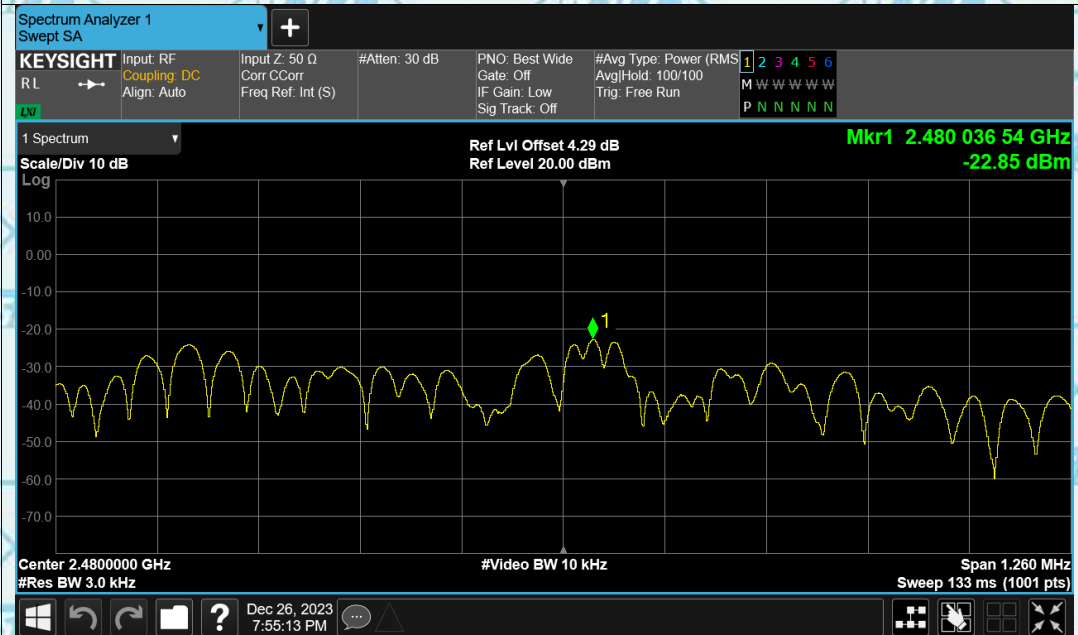 Spectrum Analyzer 1
Swept SA
+
KEYSIGHT
RL
LXI
Input: RF
Coupling: DC
Align: Auto
Input Z: 50 Ω
Corr CCorr
Freq Ref: Int (S)
#Atten: 30 dB
PNO: Best Wide
Gate: Off
IF Gain: Low
Sig Track: Off
#Avg Type: Power (RMS
Avg|Hold: 100/100
Trig: Free Run
1 2 3 4 5 6
M W W W W W
P N N N N N
1 Spectrum
Scale/Div 10 dB
Ref Lvl Offset 4.29 dB
Ref Level 20.00 dBm
Mkr1 2.480 036 54 GHz
-22.85 dBm
Log
10.0
0.00
-10.0
-20.0
-30.0
-40.0
-50.0
-60.0
-70.0
1
Center 2.4800000 GHz
#Res BW 3.0 kHz
#Video BW 10 kHz
Span 1.260 MHz
Sweep 133 ms (1001 pts)
?
Dec 26, 2023
7:55:13 PM